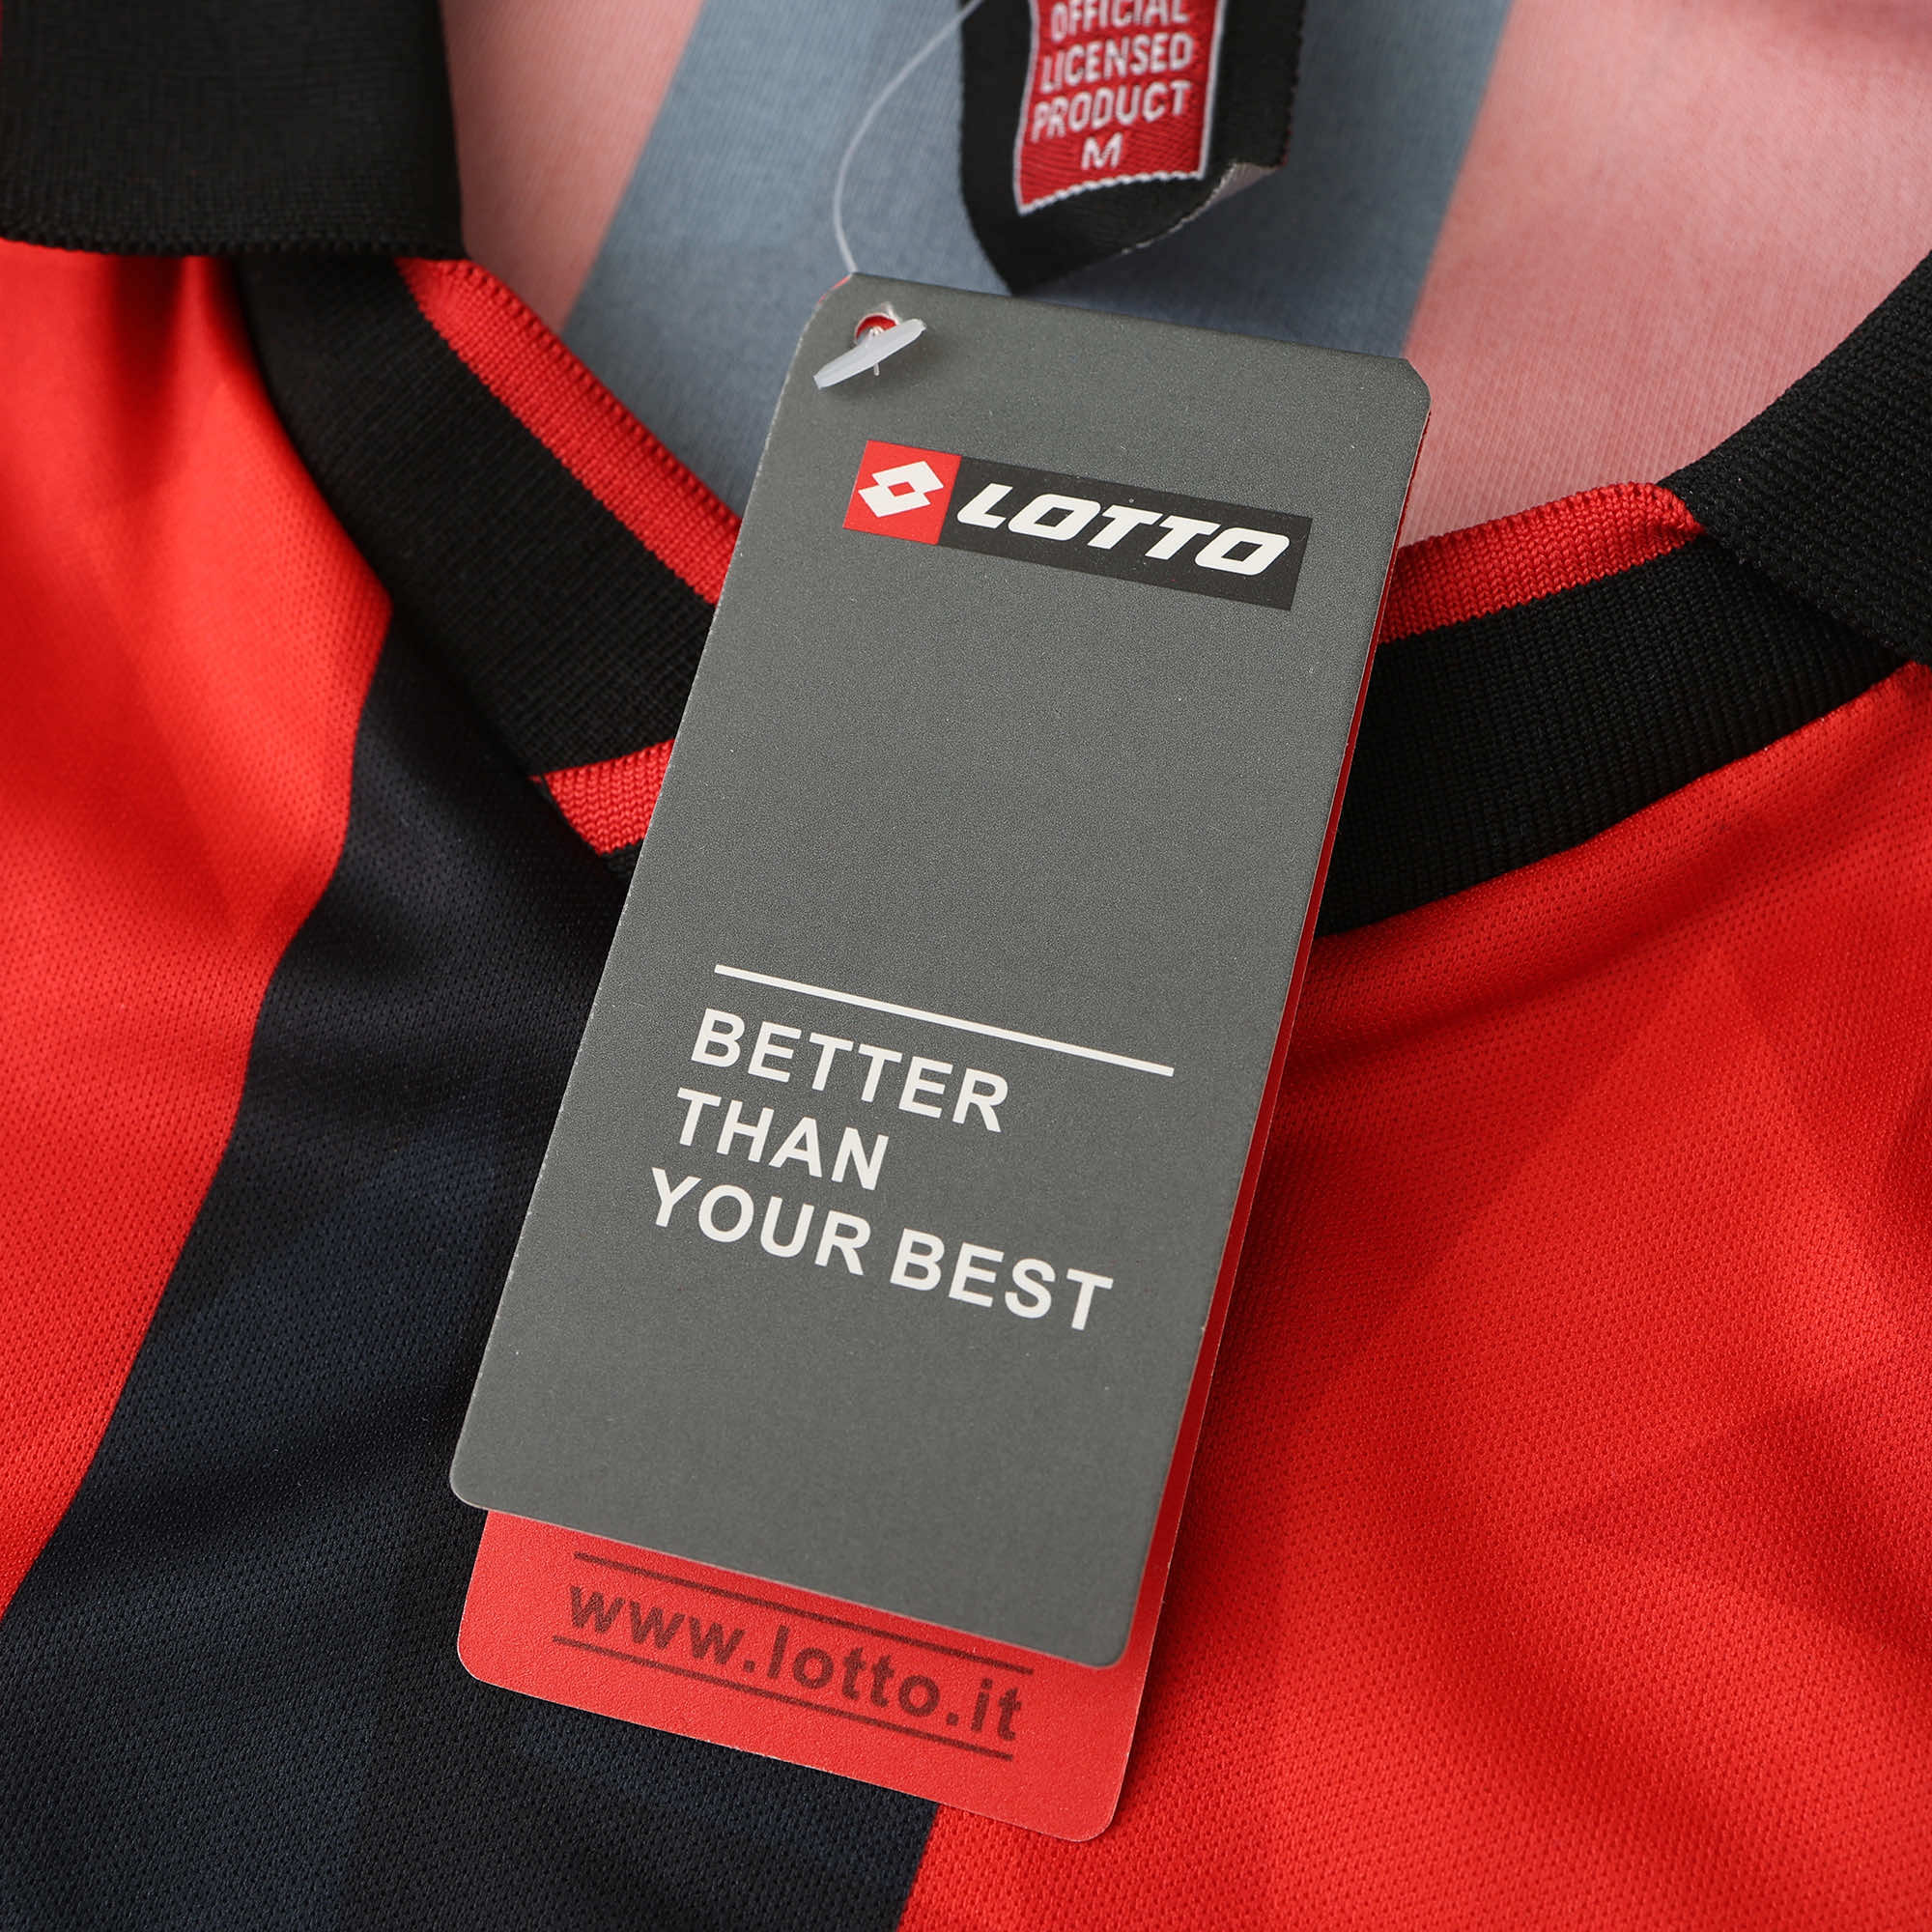 OFFICIAL
LICENSED
PRODUCT
M
LOTTO
BETTER
THAN
YOUR BEST
www.lotto.it